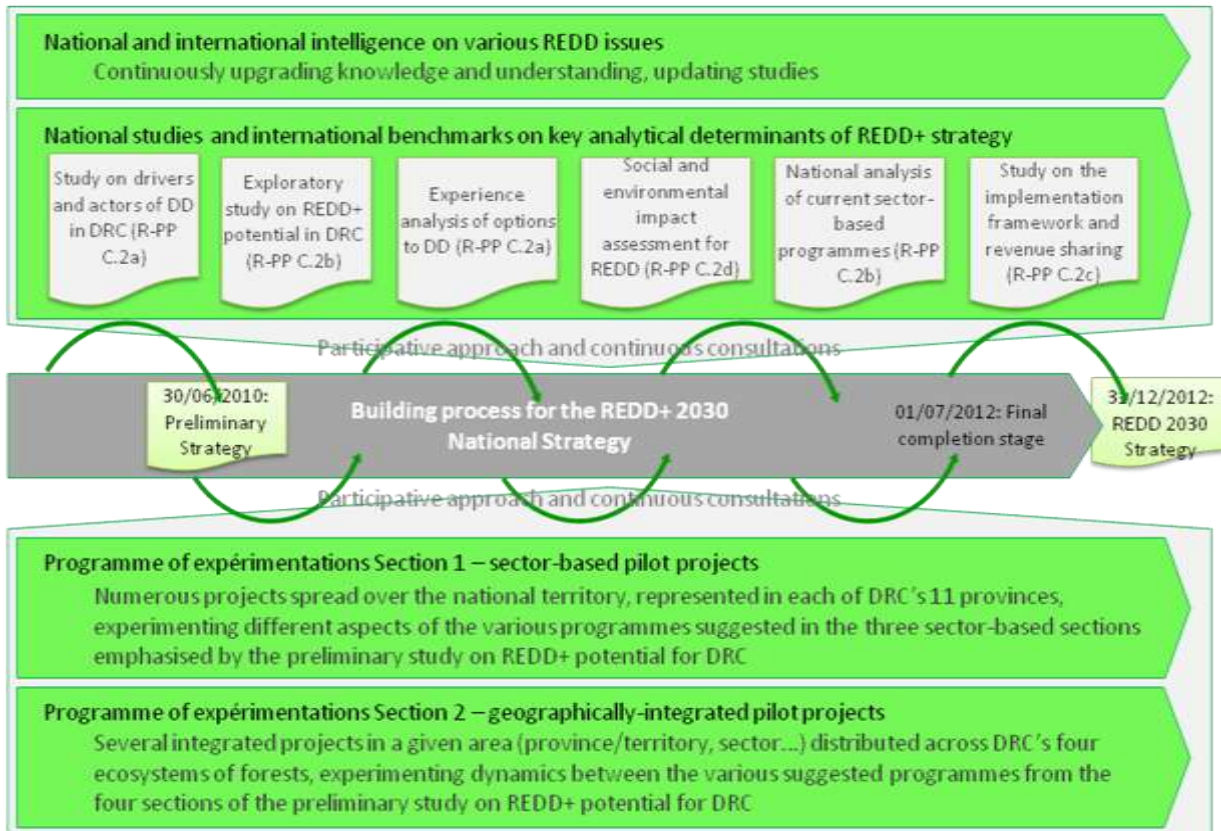 National and international intelligence on various REDD issues
Continuously upgrading knowledge and understanding, updating studies
National studies and international benchmarks on key analytical determinants of REDD+ strategy
Study on drivers
and actors of DD
in DRC (R-PP
C.2a)
Exploratory
study on REDD+
potential in DRC
(R-PP C.2b)
Experience
analysis of options
to DD (R-PP C.2a)
Social and
environmental
impact
assessment for
REDD (R-PP C.2d)
National analysis
of current sector-
based
programmes (R-PP
C.2b)
Study on the
implementation
framework and
revenue sharing
(R-PP C.2c)
Participative approach and continuous consultations
30/06/2010:
Preliminary
Strategy
Building process for the REDD+ 2030
National Strategy
01/07/2012: Final
completion stage
31/12/2012:
REDD 2030
Strategy
Participative approach and continuous consultations
Programme of expérimentations Section 1 – sector-based pilot projects
Numerous projects spread over the national territory, represented in each of DRC's 11 provinces,
experimenting different aspects of the various programmes suggested in the three sector-based sections
emphasised by the preliminary study on REDD+ potential for DRC
Programme of expérimentations Section 2 – geographically-integrated pilot projects
Several integrated projects in a given area (province/territory, sector...) distributed across DRC's four
ecosystems of forests, experimenting dynamics between the various suggested programmes from the
four sections of the preliminary study on REDD+ potential for DRC